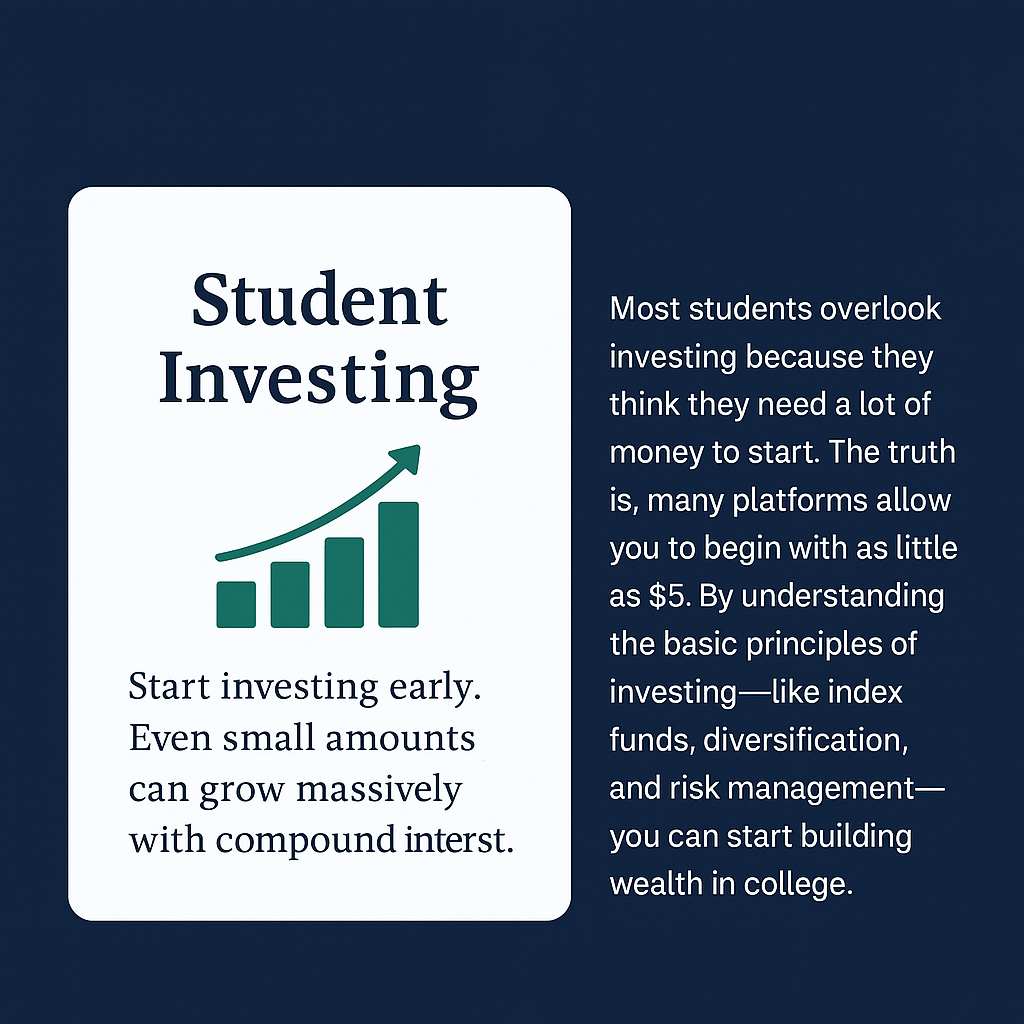 Student
Investing
Start investing early.
Even small amounts
can grow massively
with compound interst.
Most students overlook
investing because they
think they need a lot of
money to start. The truth
is, many platforms allow
you to begin with as little
as $5. By understanding
the basic principles of
investing—like index
funds, diversification,
and risk management—
you can start building
wealth in college.